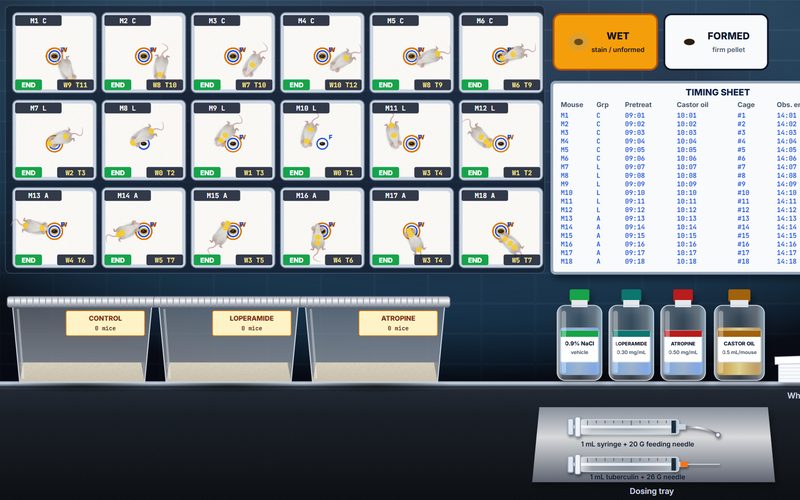 M1 C
M2 C
M3 C
M4 C
M5 C
M6 C
END W9 T11
END W8 T10
END W7 T10
END W10 T12
END W8 T9
END W6 T9
M7 L
M8 L
M9 L
M10 L
M11 L
M12 L
F
END W2 T3
END W0 T2
END W1 T3
END W0 T1
END W3 T4
END W1 T3
M13 A
M14 A
M15 A
M16 A
M17 A
M18 A
END W4 T6
END W5 T7
END W3 T5
END W4 T6
END W3 T4
END W5 T7
WET
stain / unformed
FORMED
firm pellet
TIMING SHEET
Mouse Grp Pretreat Castor oil Cage Obs. en
M1 C 09:01 10:01 #1 14:01
M2 C 09:02 10:02 #2 14:02
M3 C 09:03 10:03 #3 14:03
M4 C 09:04 10:04 #4 14:04
M5 C 09:05 10:05 #5 14:05
M6 C 09:06 10:06 #6 14:06
M7 L 09:07 10:07 #7 14:07
M8 L 09:08 10:08 #8 14:08
M9 L 09:09 10:09 #9 14:09
M10 L 09:10 10:10 #10 14:10
M11 L 09:11 10:11 #11 14:11
M12 L 09:12 10:12 #12 14:12
M13 A 09:13 10:13 #13 14:13
M14 A 09:14 10:14 #14 14:14
M15 A 09:15 10:15 #15 14:15
M16 A 09:16 10:16 #16 14:16
M17 A 09:17 10:17 #17 14:17
M18 A 09:18 10:18 #18 14:18
CONTROL
0 mice
LOPERAMIDE
0 mice
ATROPINE
0 mice
0.9% NaCl
vehicle
LOPERAMIDE
0.30 mg/mL
ATROPINE
0.50 mg/mL
CASTOR OIL
0.5 mL/mouse
Wh
1 mL syringe + 20 G feeding needle
1 mL tuberculin + 26 G needle
Dosing tray